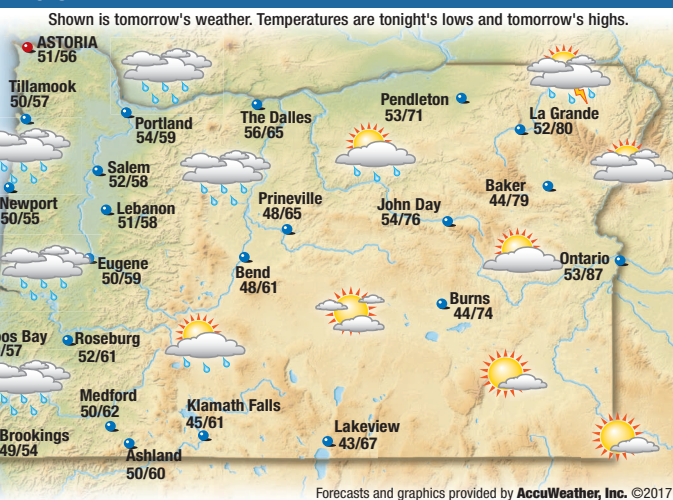 Shown is tomorrow's weather. Temperatures are tonight's lows and tomorrow's highs.
ASTORIA
51/56
Tillamook
50/57
Portland
54/59
The Dalles
56/65
Pendleton
53/71
La Grande
52/80
Salem
52/58
Newport
50/55
Lebanon
51/58
Prineville
48/65
John Day
54/76
Baker
44/79
Eugene
50/59
Bend
48/61
Ontario
53/87
Burns
44/74
oos Bay
/57
Roseburg
52/61
Medford
50/62
Klamath Falls
45/61
Lakeview
43/67
Brookings
49/54
Ashland
50/60
Forecasts and graphics provided by AccuWeather, Inc. ©2017